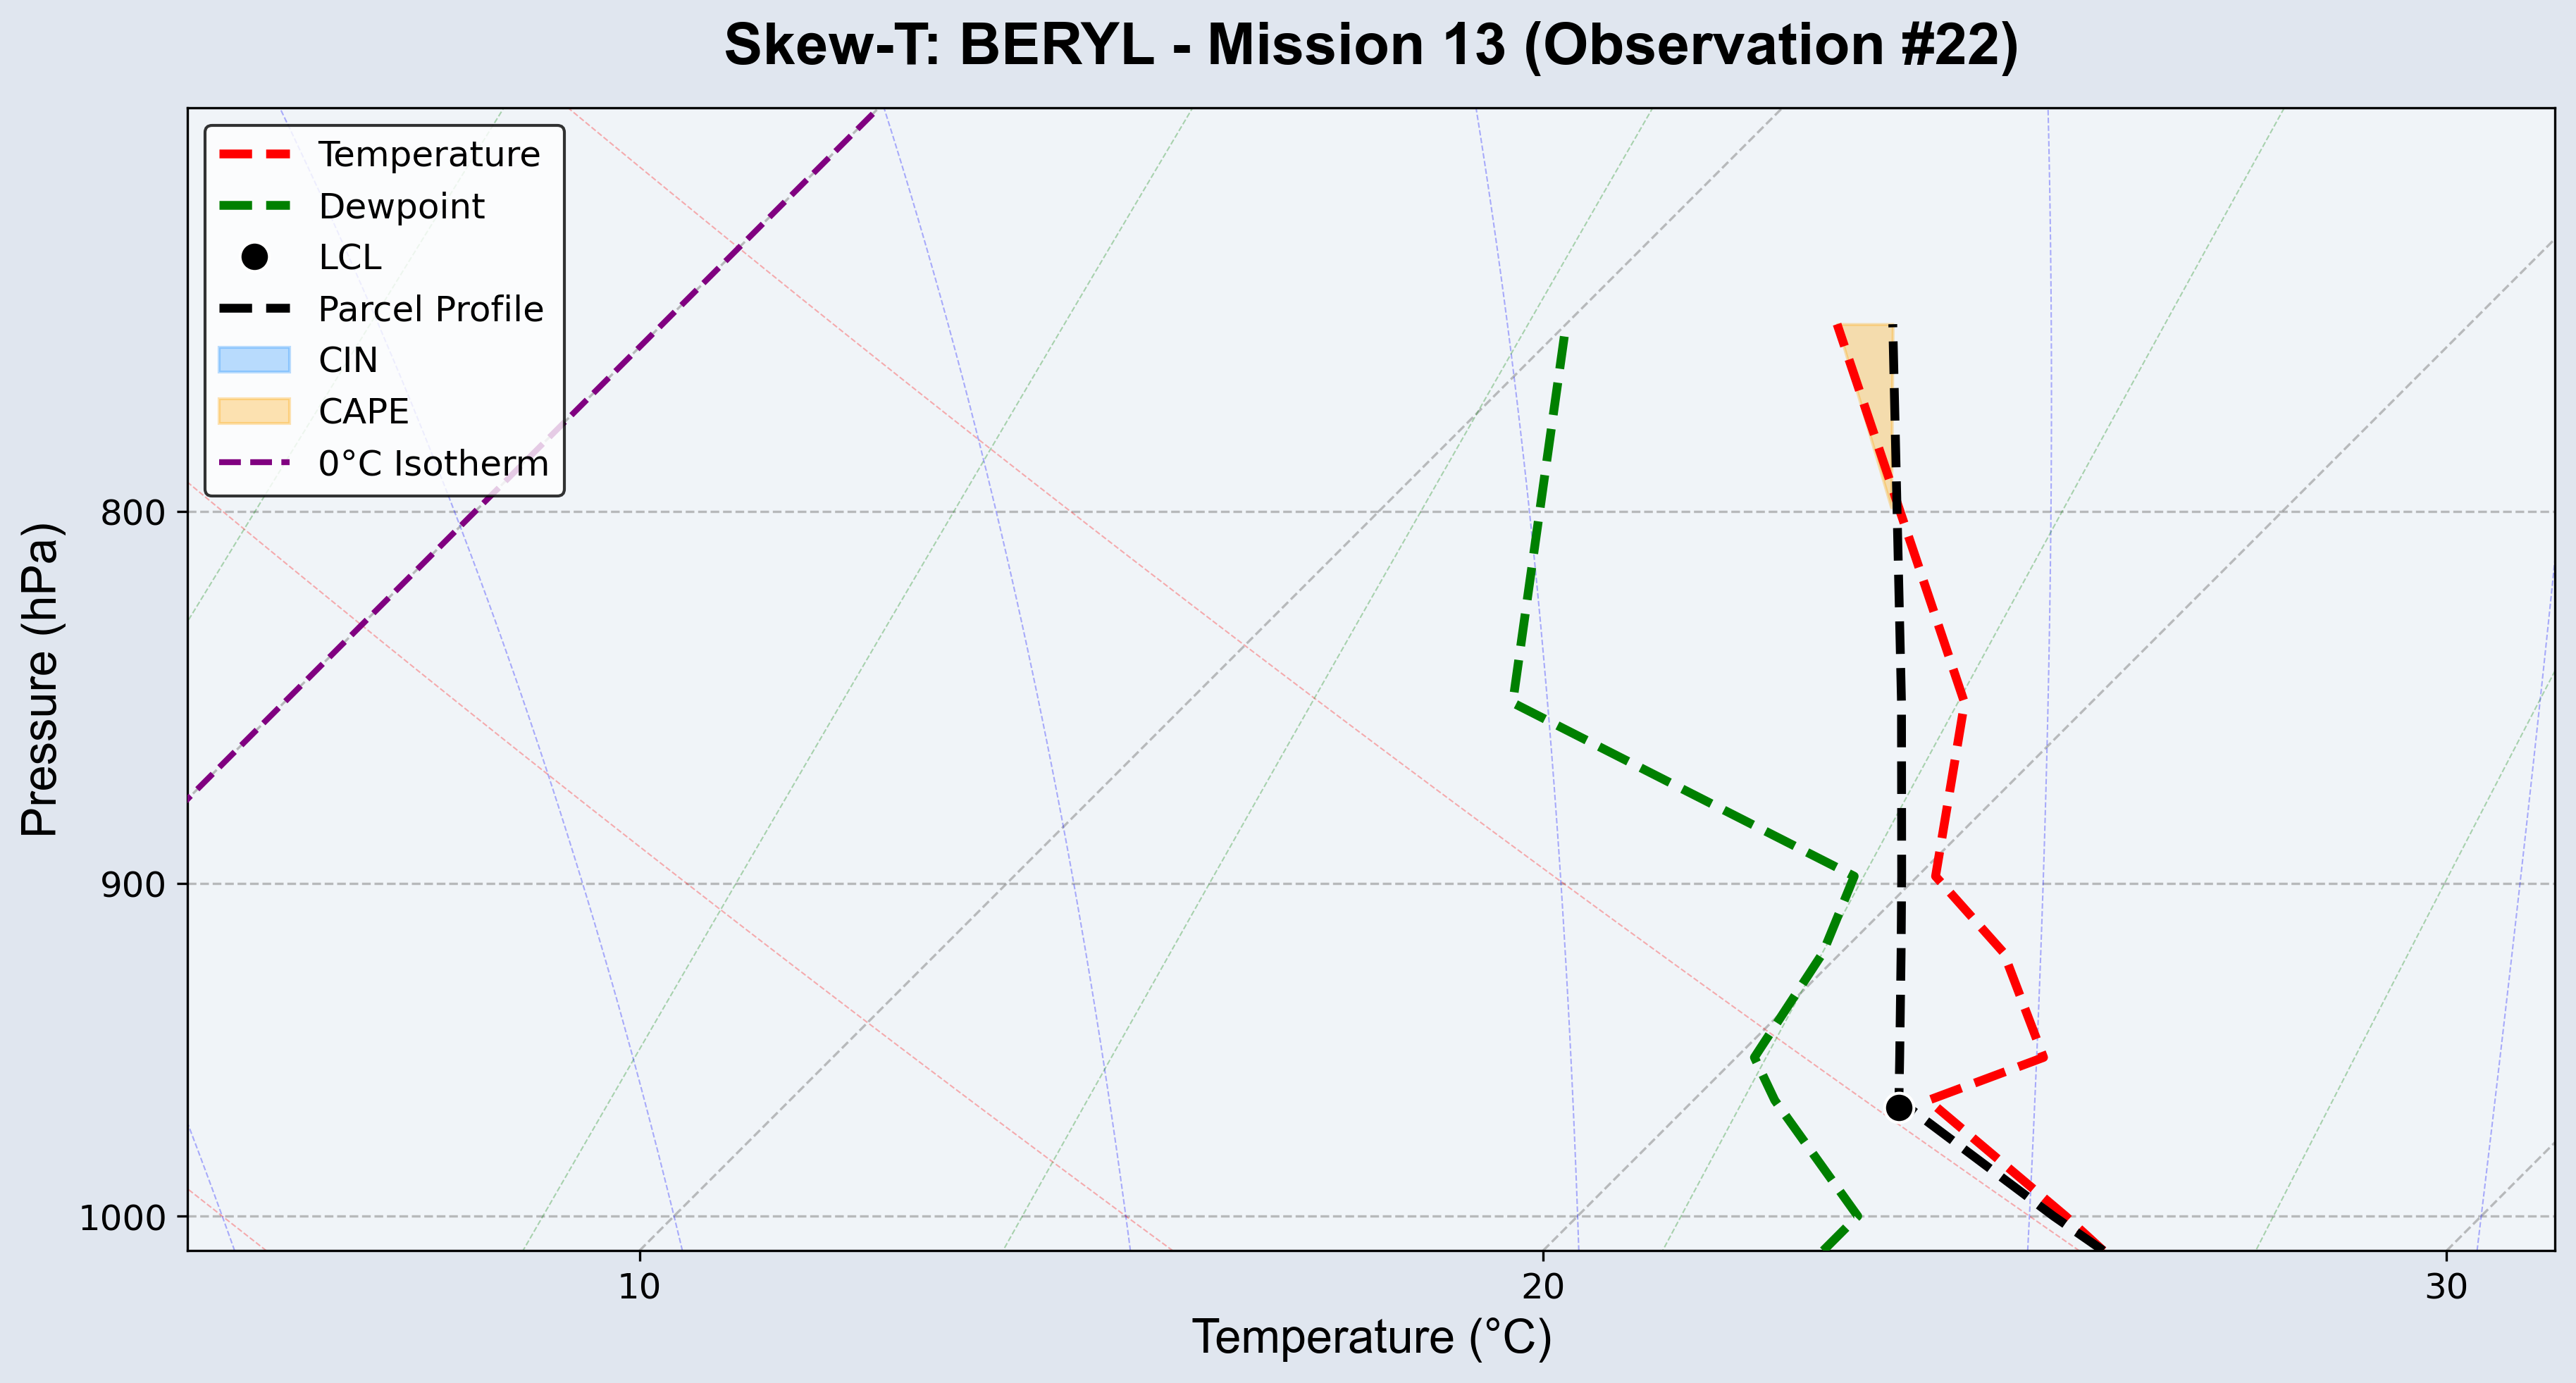 Skew-T: BERYL - Mission 13 (Observation #22)
Temperature
Dewpoint
LCL
Parcel Profile
CIN
CAPE
0°C Isotherm
Pressure (hPa)
800
900
1000
10
20
30
Temperature (°C)